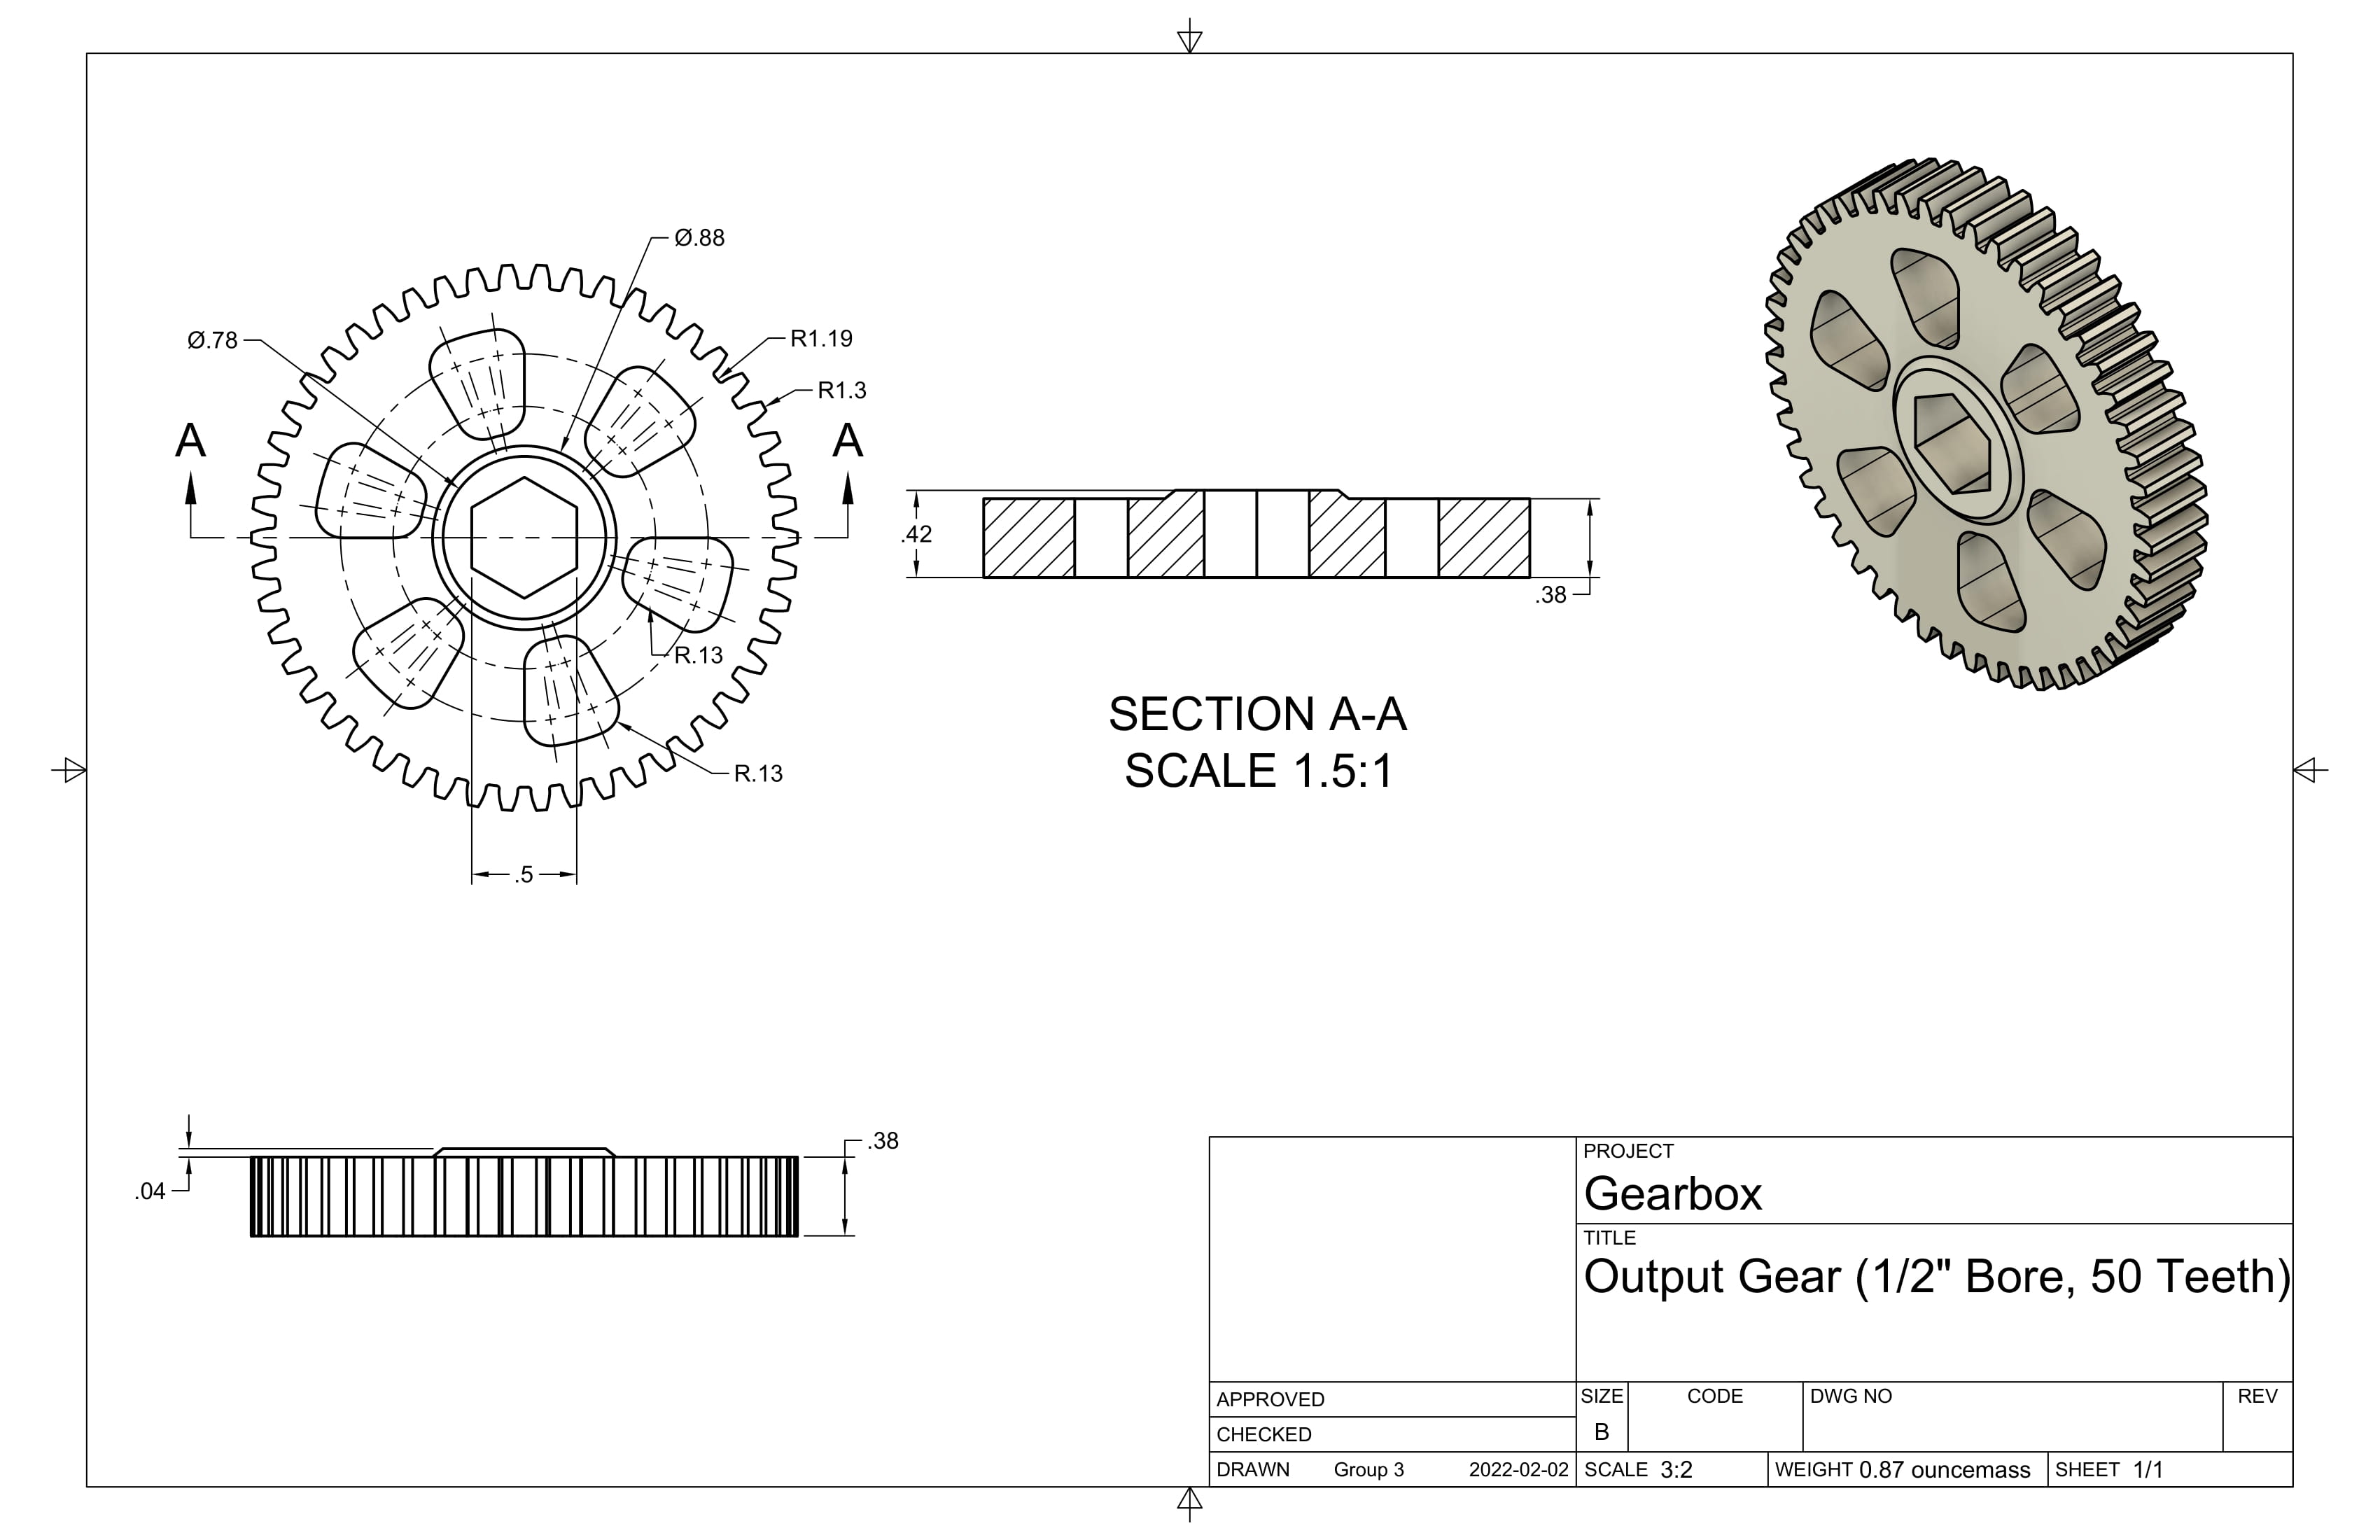 Ø.88
Ø.78
R1.19
R1.3
A
A
R.13
R.13
.5
.42
.38
SECTION A-A
SCALE 1.5:1
.04
.38
PROJECT
Gearbox
TITLE
Output Gear (1/2" Bore, 50 Teeth)
APPROVED
CHECKED
DRAWN Group 3 2022-02-02
SIZE
B
CODE
DWG NO
REV
SCALE 3:2
WEIGHT 0.87 ouncemass
SHEET 1/1